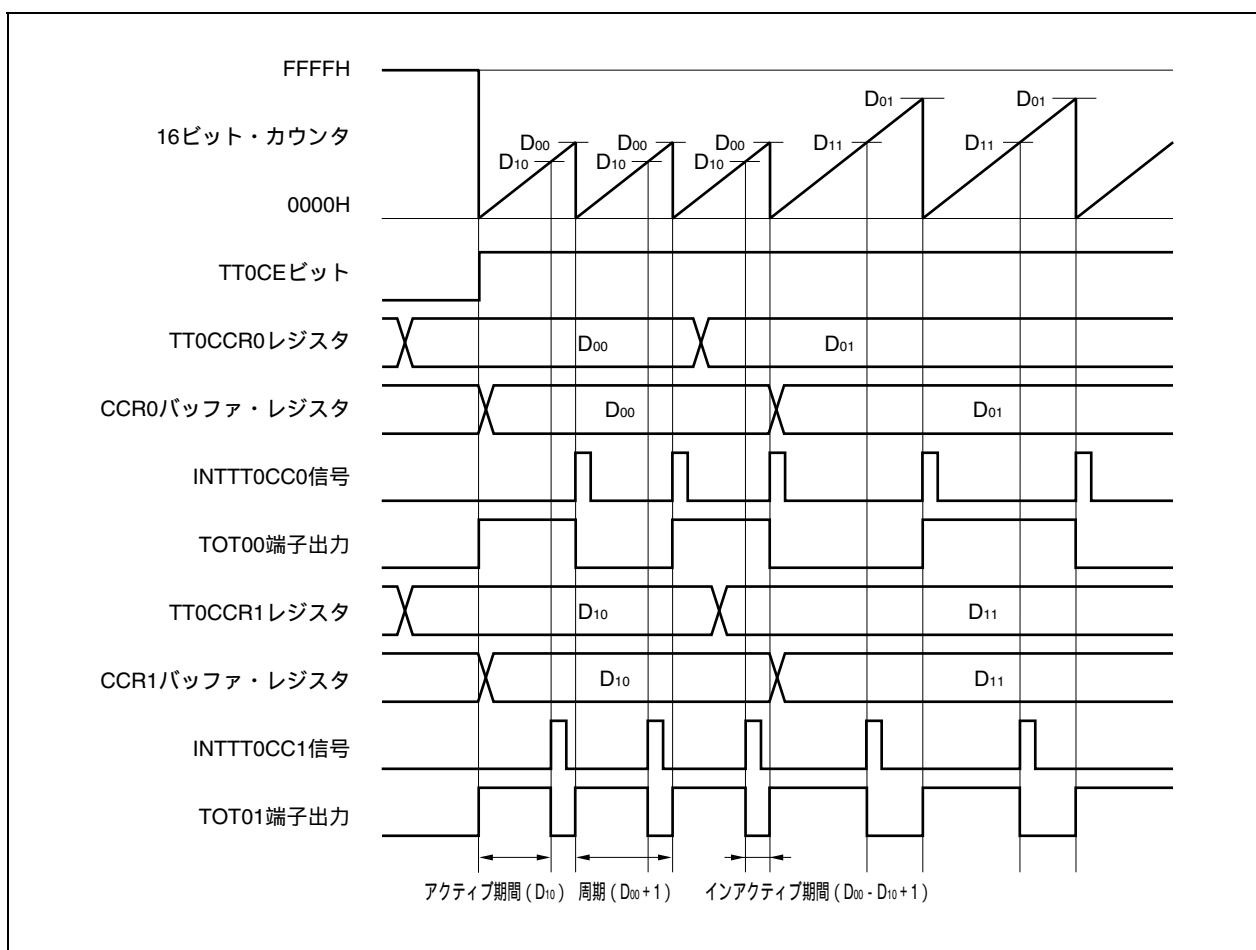 FFFFH
D01
D01
16ビット・カウンタ
D00
D00
D00
D11
D11
D10
D10
D10
0000H
TT0CEビット
TT0CCR0レジスタ
D00
D01
CCR0バッファ・レジスタ
D00
D01
INTTT0CC0信号
TOT00端子出力
TT0CCR1レジスタ
D10
D11
CCR1バッファ・レジスタ
D10
D11
INTTT0CC1信号
TOT01端子出力
アクティブ期間(D10) 周期(D00+1) インアクティブ期間(D00 - D10+1)